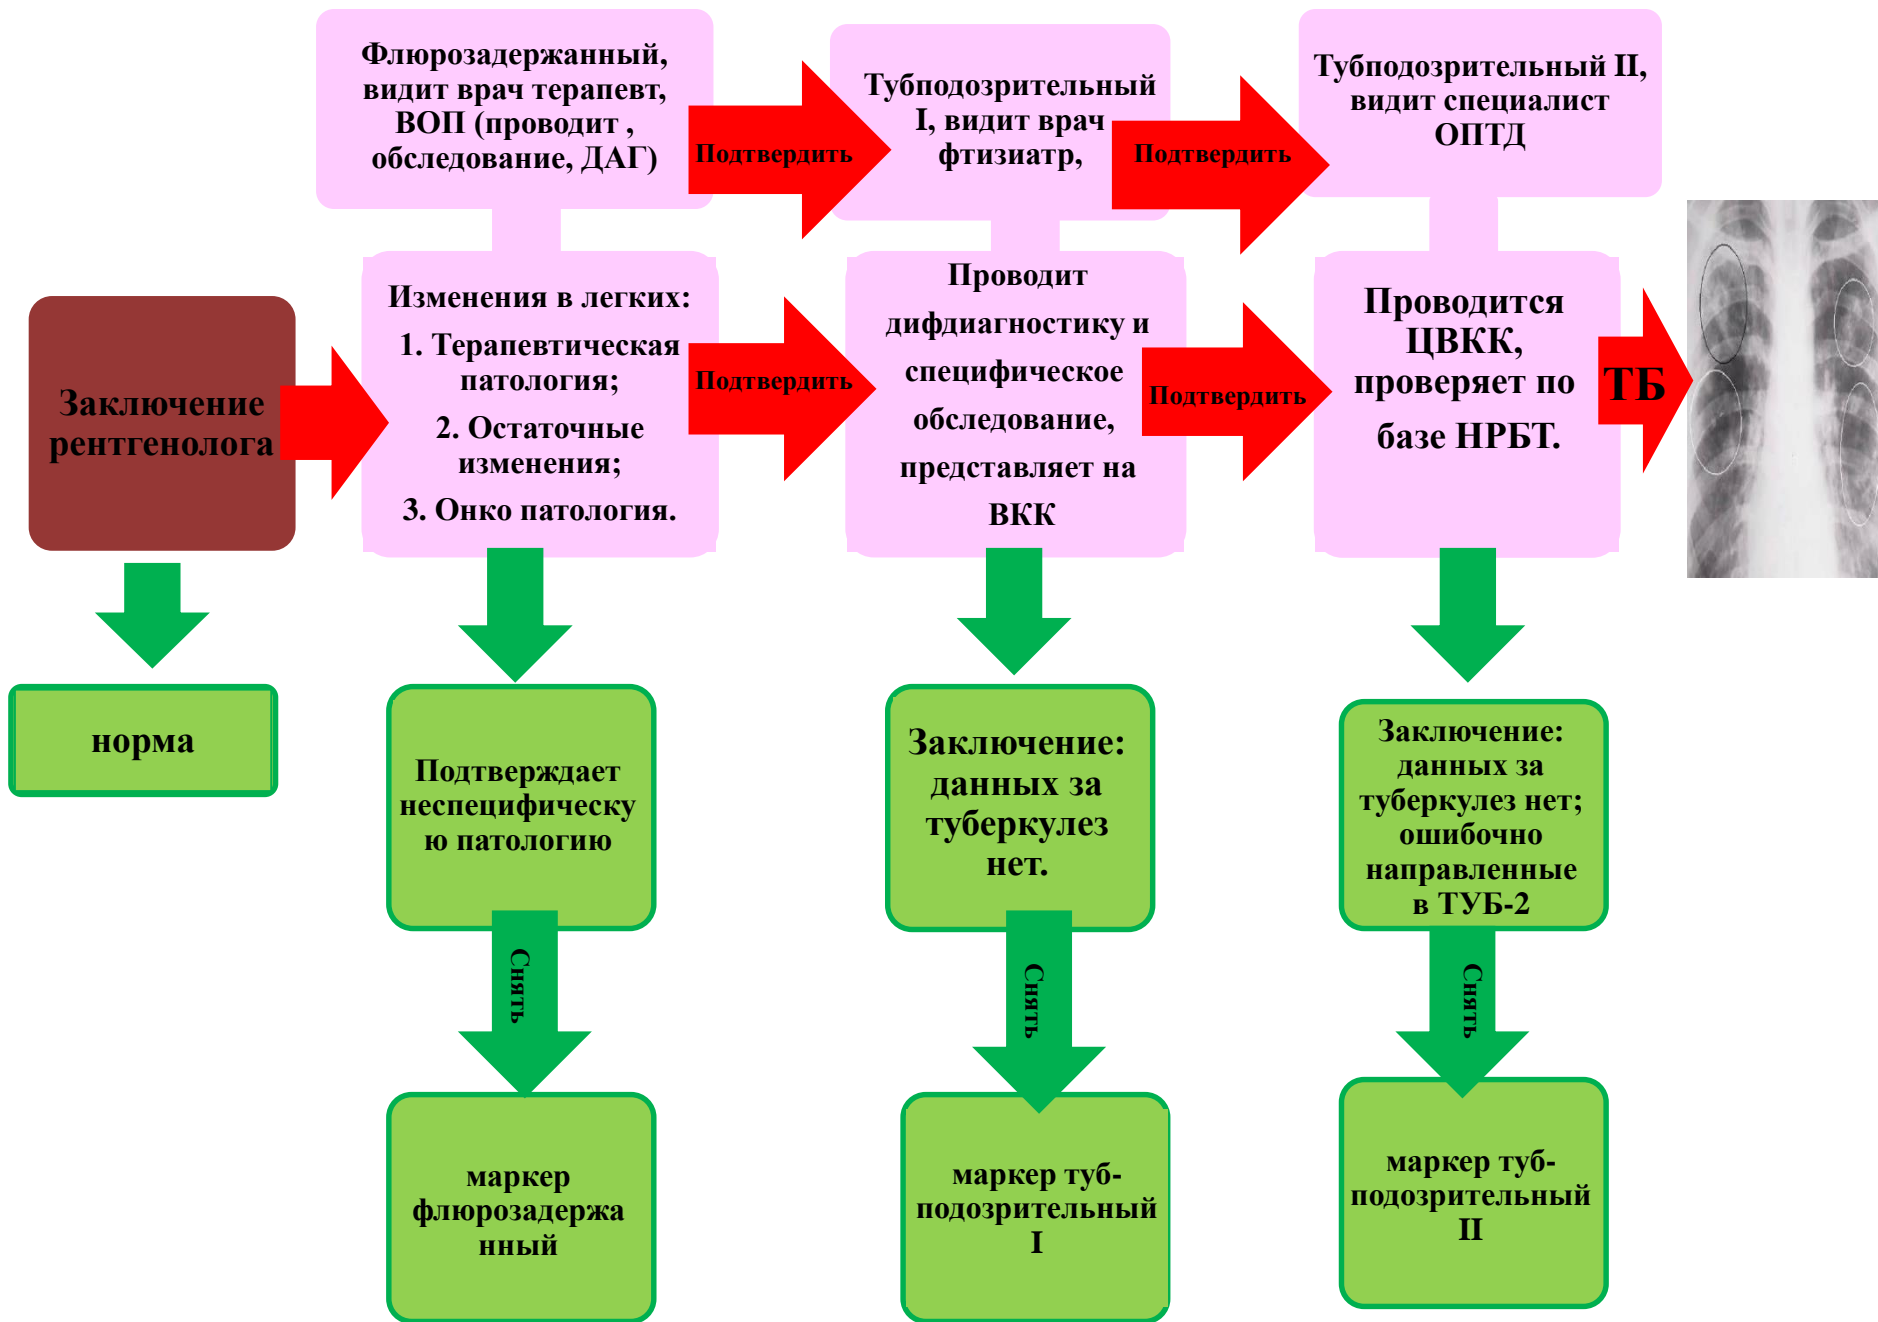 Флюрозадержанный,
видит врач терапевт,
ВОП (проводит ,
обследование, ДАГ)
Подтвердить
Тубподозрительный
I, видит врач
фтизиатр,
Подтвердить
Тубподозрительный II,
видит специалист
ОПТД
Заключение
рентгенолога
Изменения в легких:
1. Терапевтическая
патология;
2. Остаточные
изменения;
3. Онко патология.
Подтвердить
Проводит
дифдиагностику и
специфическое
обследование,
представляет на
ВКК
Подтвердить
Проводится
ЦВКК,
проверяет по
базе НРБТ.
ТБ
норма
Подтверждает
неспецифическу
ю патологию
Заключение:
данных за
туберкулез
нет.
Заключение:
данных за
туберкулез нет;
ошибочно
направленные
в ТУБ-2
Снять
Снять
Снять
маркер
флюрозадержа
нный
маркер туб-
подозрительный
I
маркер туб-
подозрительный
II